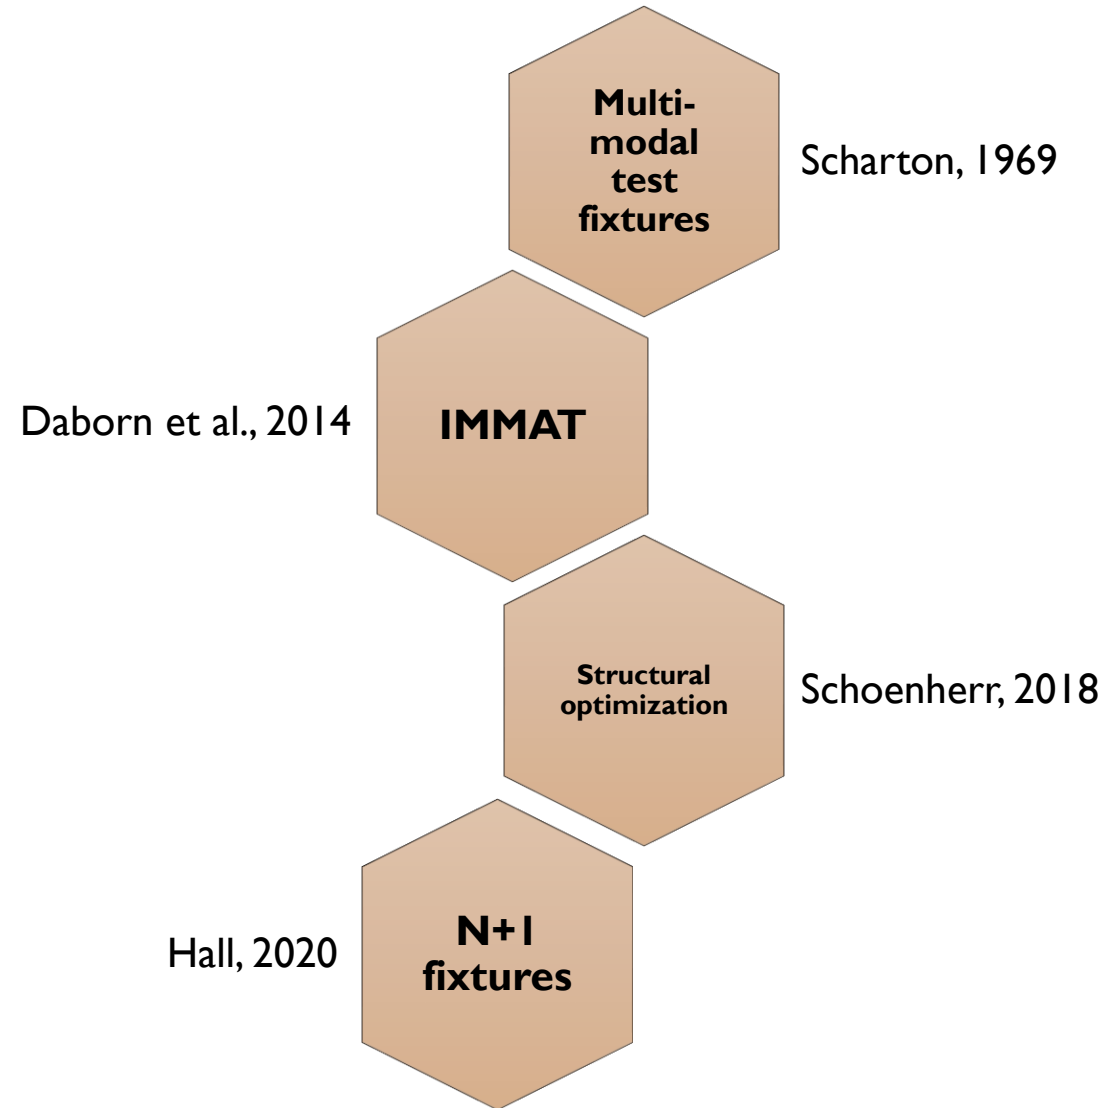 Multi-
modal
test
fixtures
Scharton, 1969
Daborn et al., 2014
IMMAT
Structural
optimization
Schoenherr, 2018
Hall, 2020
N+1
fixtures